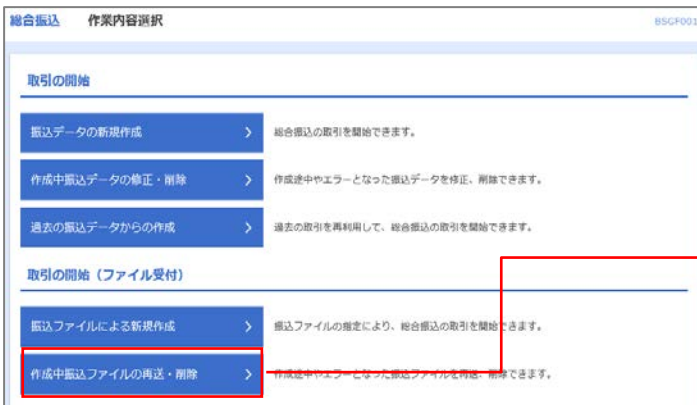 総合振込 作業内容選択 BSGF001
取引の開始
振込データの新規作成 総合振込の取引を開始できます。
作成中振込データの修正・削除 作成途中やエラーとなった振込データを修正、削除できます。
過去の振込データからの作成 過去の取引を再利用して、総合振込の取引を開始できます。
取引の開始（ファイル受付）
振込ファイルによる新規作成 振込ファイルの指定により、総合振込の取引を開始できます。
作成中振込ファイルの再送・削除 作成途中やエラーとなった振込ファイルを再送、削除できます。